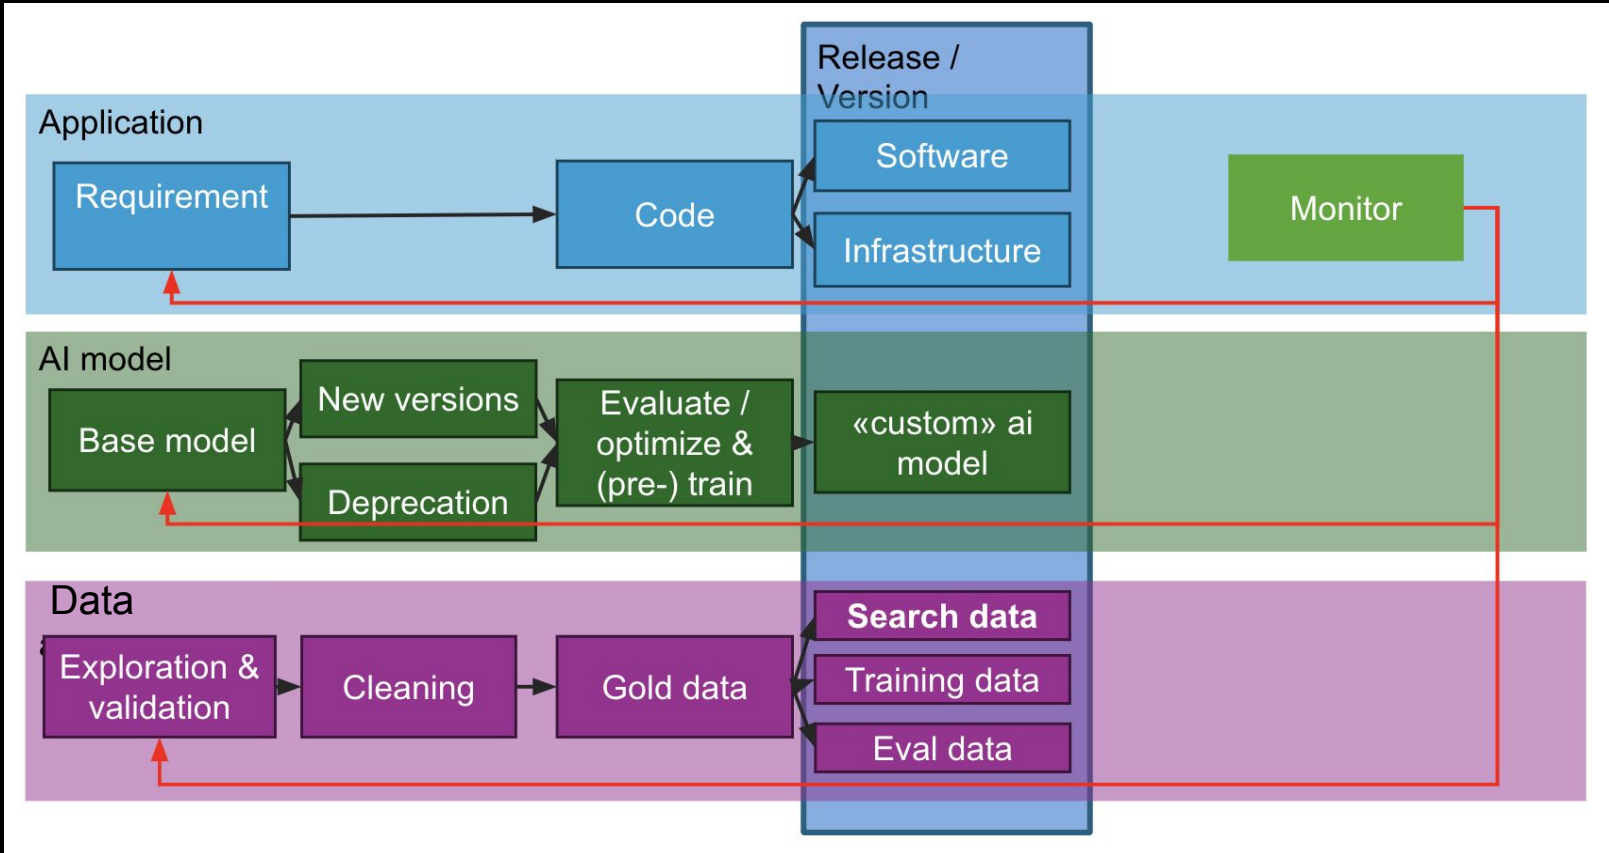 Release /
Version
Application
Requirement
Code
Software
Infrastructure
Monitor
AI model
Base model
New versions
Deprecation
Evaluate /
optimize &
(pre-) train
«custom» ai
model
Data
Exploration &
validation
Cleaning
Gold data
Search data
Training data
Eval data